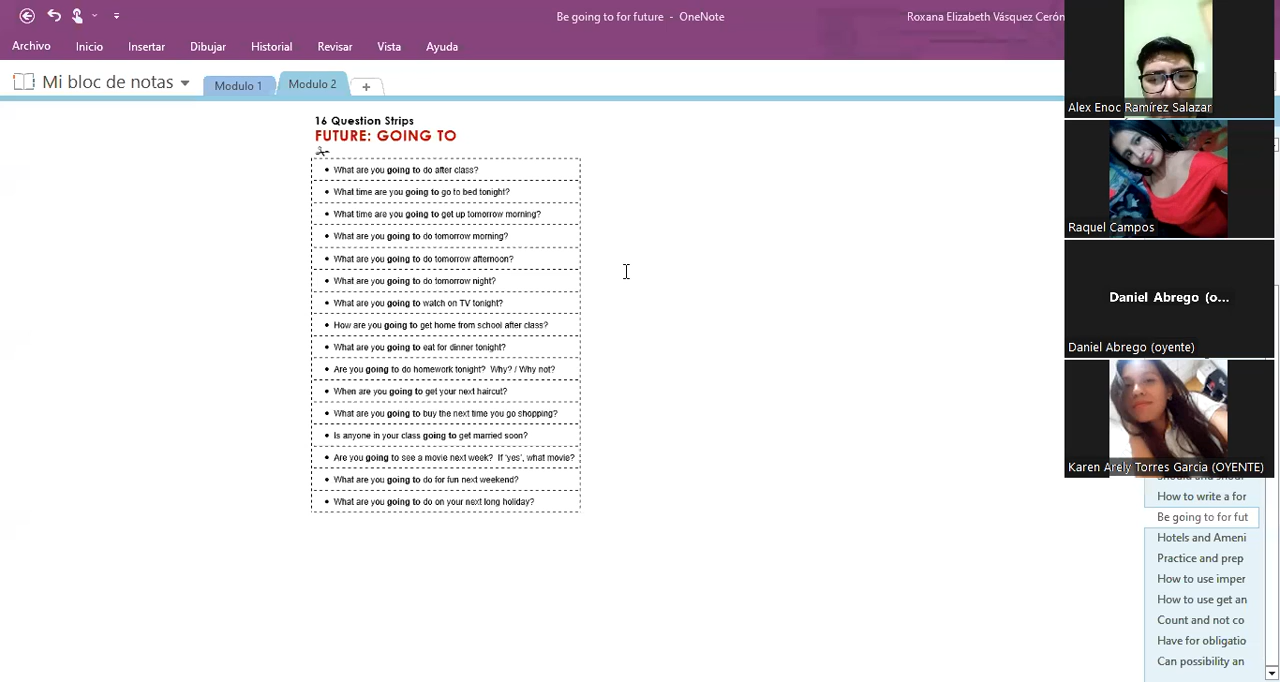 Be going to for future - OneNote
Roxana Elizabeth Vásquez Cerón
Archivo
Inicio
Insertar
Dibujar
Historial
Revisar
Vista
Ayuda
Mi bloc de notas
Modulo 1
Modulo 2
+
16 Question Strips
FUTURE: GOING TO
• What are you going to do after class?
• What time are you going to go to bed tonight?
• What time are you going to get up tomorrow morning?
• What are you going to do tomorrow morning?
• What are you going to do tomorrow afternoon?
• What are you going to do tomorrow night?
• What are you going to watch on TV tonight?
• How are you going to get home from school after class?
• What are you going to eat for dinner tonight?
• Are you going to do homework tonight? Why? / Why not?
• When are you going to get your next haircut?
• What are you going to buy the next time you go shopping?
• Is anyone in your class going to get married soon?
• Are you going to see a movie next week? If 'yes', what movie?
• What are you going to do for fun next weekend?
• What are you going to do on your next long holiday?
Alex Enoc Ramírez Salazar
Raquel Campos
Daniel Abrego (o...
Daniel Abrego (oyente)
Karen Arely Torres Garcia (OYENTE)
How to write a for
Be going to for fut
Hotels and Ameni
Practice and prep
How to use imper
How to use get an
Count and not co
Have for obligatio
Can possibility an